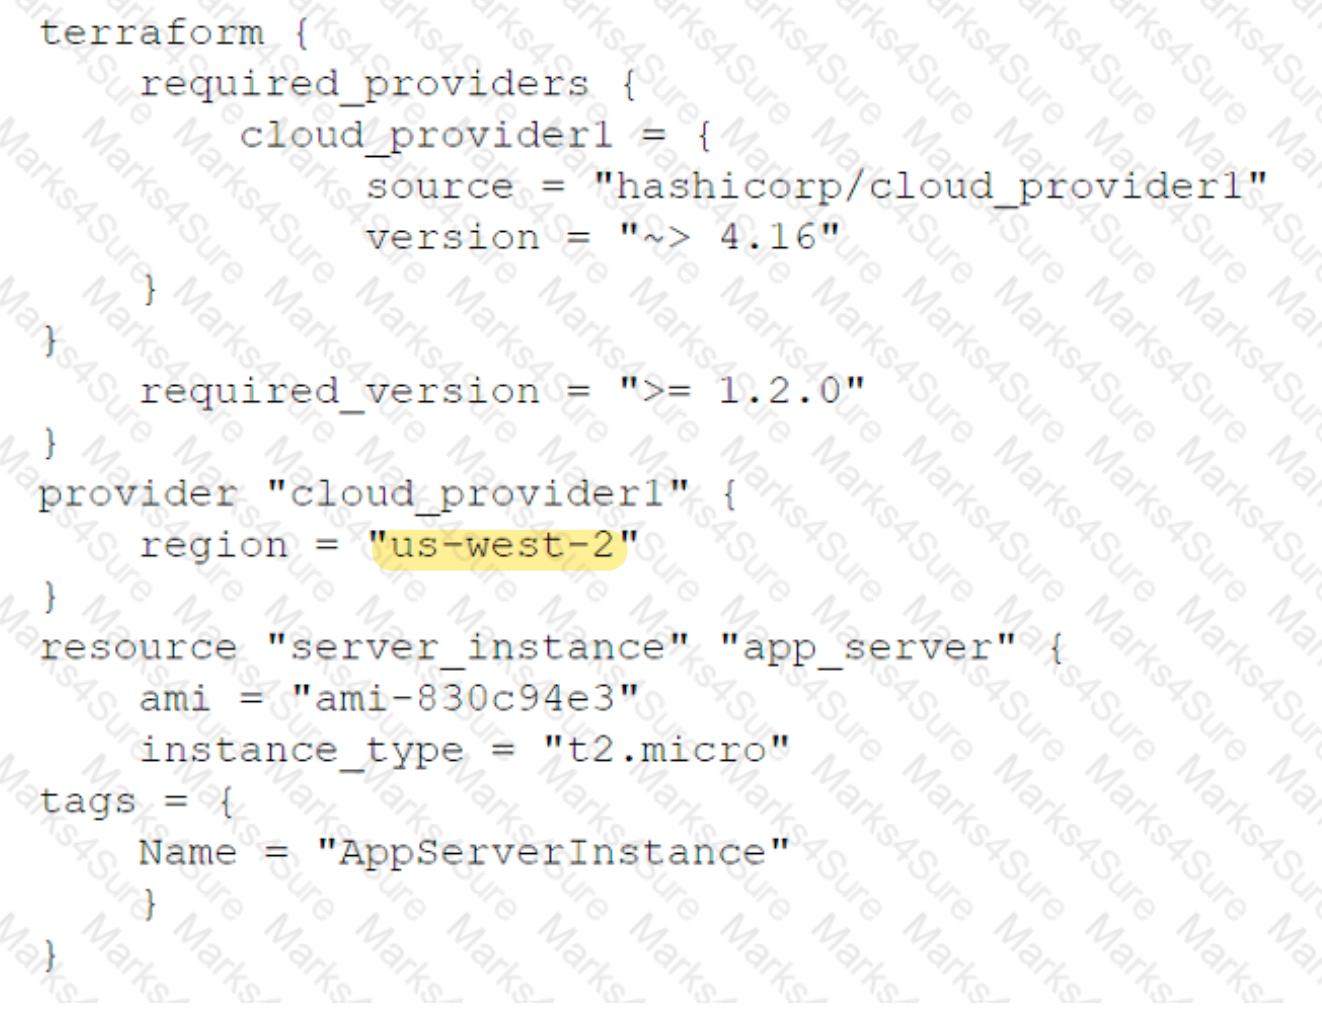 terraform {
required_providers {
cloud_provider1 = {
source = "hashicorp/cloud_provider1"
version = "~> 4.16"
}
}
required_version = ">= 1.2.0"
}
provider "cloud_provider1" {
region = "us-west-2"
}
resource "server_instance" "app_server" {
ami = "ami-830c94e3"
instance_type = "t2.micro"
tags = {
Name = "AppServerInstance"
}
}
Marks4Sure